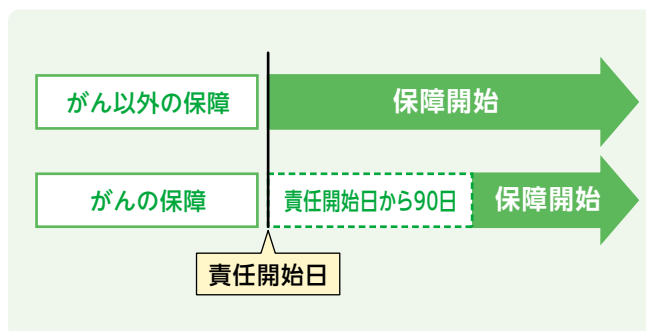 がん以外の保障
保障開始
がんの保障
責任開始日から90日
保障開始
責任開始日